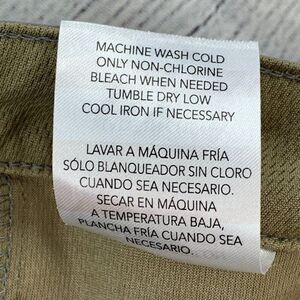 MACHINE WASH COLD
ONLY NON-CHLORINE
BLEACH WHEN NEEDED
TUMBLE DRY LOW
COOL IRON IF NECESSARY
LAVAR A MÁQUINA FRÍA
SÓLO BLANQUEADOR SIN CLORO
CUANDO SEA NECESARIO.
SECAR EN MÁQUINA
A TEMPERATURA BAJA,
PLANCHA FRÍA CUANDO SEA
NECESARIO.